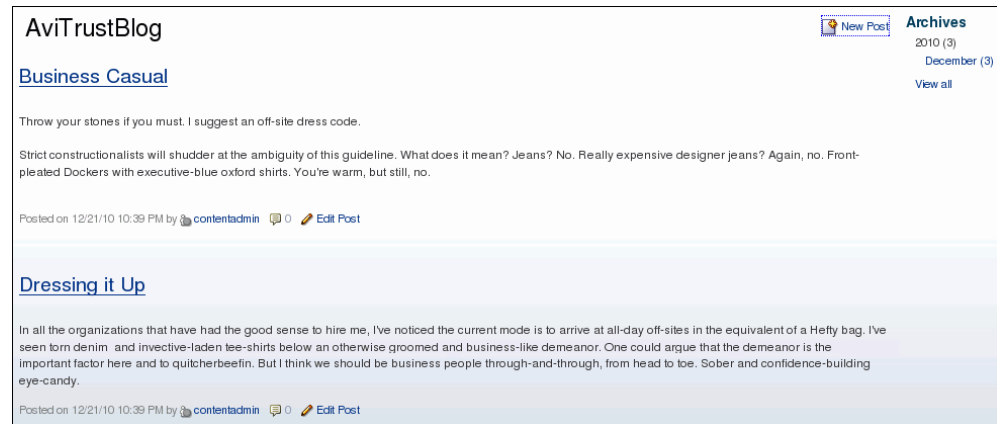 AviTrustBlog
New Post
Archives
2010 (3)
December (3)
View all
Business Casual
Throw your stones if you must. I suggest an off-site dress code.
Strict constructionalists will shudder at the ambiguity of this guideline. What does it mean? Jeans? No. Really expensive designer jeans? Again, no. Front-
pleated Dockers with executive-blue oxford shirts. You're warm, but still, no.
Posted on 12/21/10 10:39 PM by contentadmin 0 Edit Post
Dressing it Up
In all the organizations that have had the good sense to hire me, I've noticed the current mode is to arrive at all-day off-sites in the equivalent of a Hefty bag. I've
seen torn denim and invective-laden tee-shirts below an otherwise groomed and business-like demeanor. One could argue that the demeanor is the
important factor here and to quitcherbeefin. But I think we should be business people through-and-through, from head to toe. Sober and confidence-building
eye-candy.
Posted on 12/21/10 10:39 PM by contentadmin 0 Edit Post